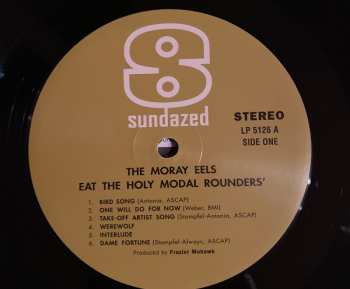 sundazed
STEREO
LP 5126 A
SIDE ONE
THE MORAY EELS
EAT THE HOLY MODAL ROUNDERS'
1. BIRD SONG (Antonia, ASCAP)
2. ONE WILL DO FOR NOW (Weber, BMI)
3. TAKE-OFF ARTIST SONG (Stampfel-Antonia, ASCAP)
4. WEREWOLF
5. INTERLUDE
6. DAME FORTUNE (Stampfel-Always, ASCAP)
Produced by Frazier Mohawk